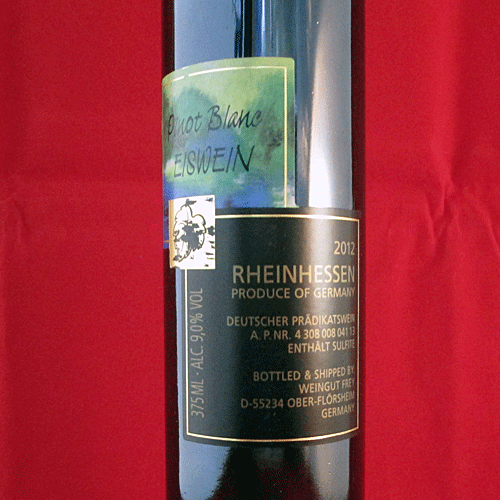 Pinot Blanc
EISWEIN
2012
RHEINHESSEN
PRODUCE OF GERMANY
DEUTSCHER PRÄDIKATSWEIN
A. P. NR. 4 308 008 041 13
ENTHÄLT SULFITE
BOTTLED & SHIPPED BY:
WEINGUT FREY
D-55234 OBER-FLÖRSHEIM
GERMANY
375 ML · ALC. 9,0% VOL